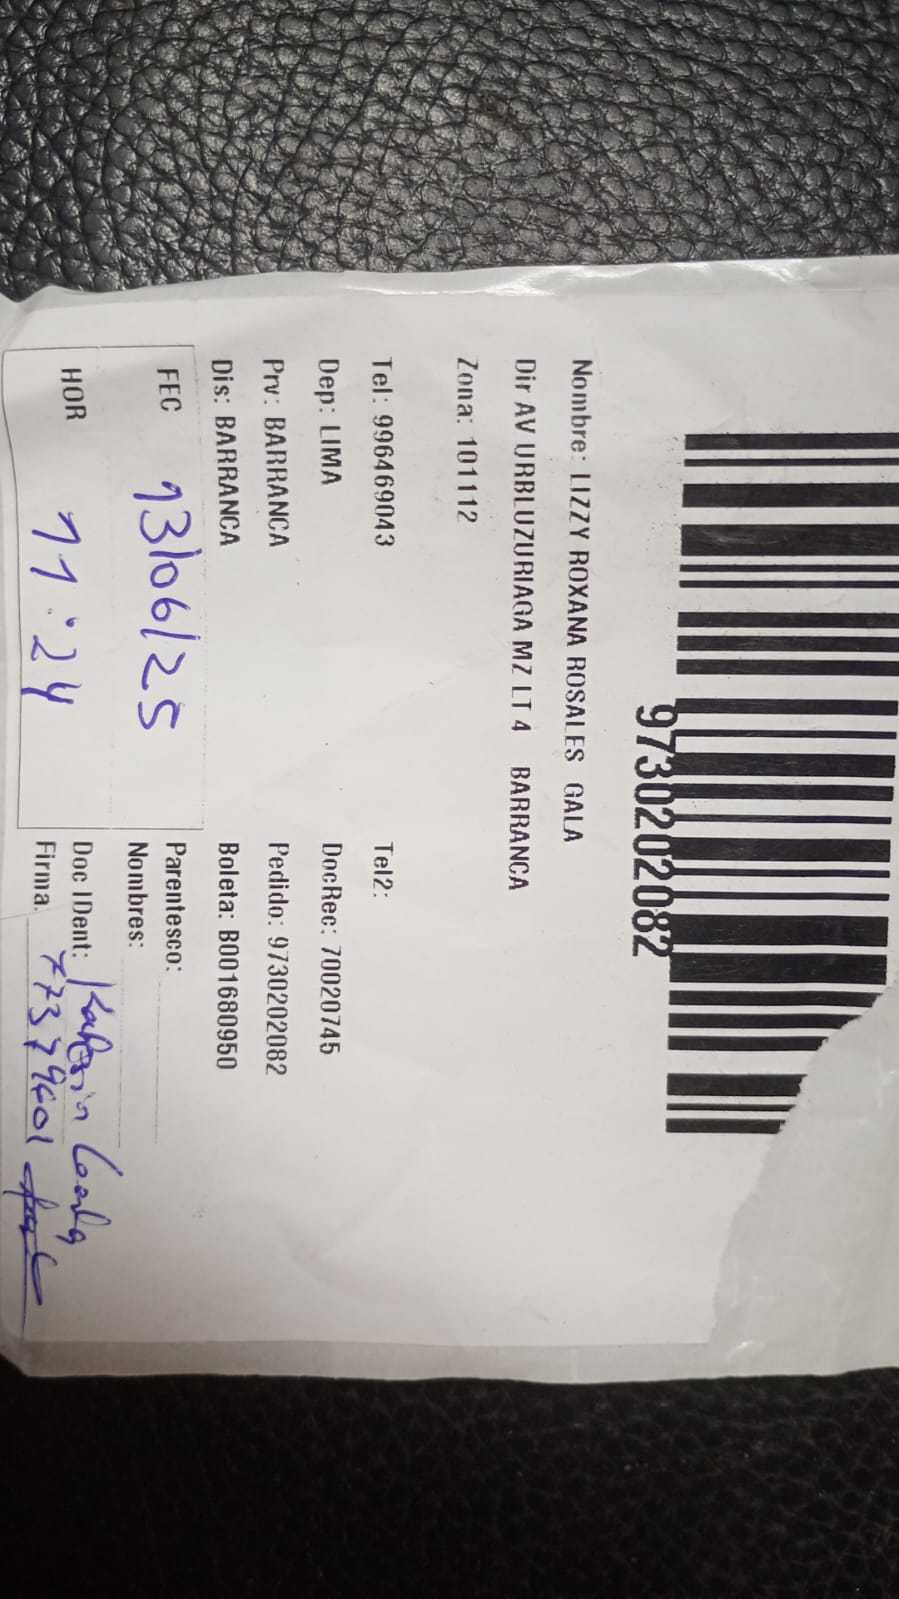 9730202082
Nombre: LIZZY ROXANA ROSALES GALA
Dir AV URBLUZURIAGA MZ LT 4 BARRANCA
Zona: 101112
Tel: 996469043 Tel2:
Dep: LIMA DocRec: 70020745
Prv: BARRANCA Pedido: 9730202082
Dis: BARRANCA Boleta: B001680950
FEC 13/06/25 Parentesco:
Nombres:
HOR 11:24 Doc IDent:
Firma: